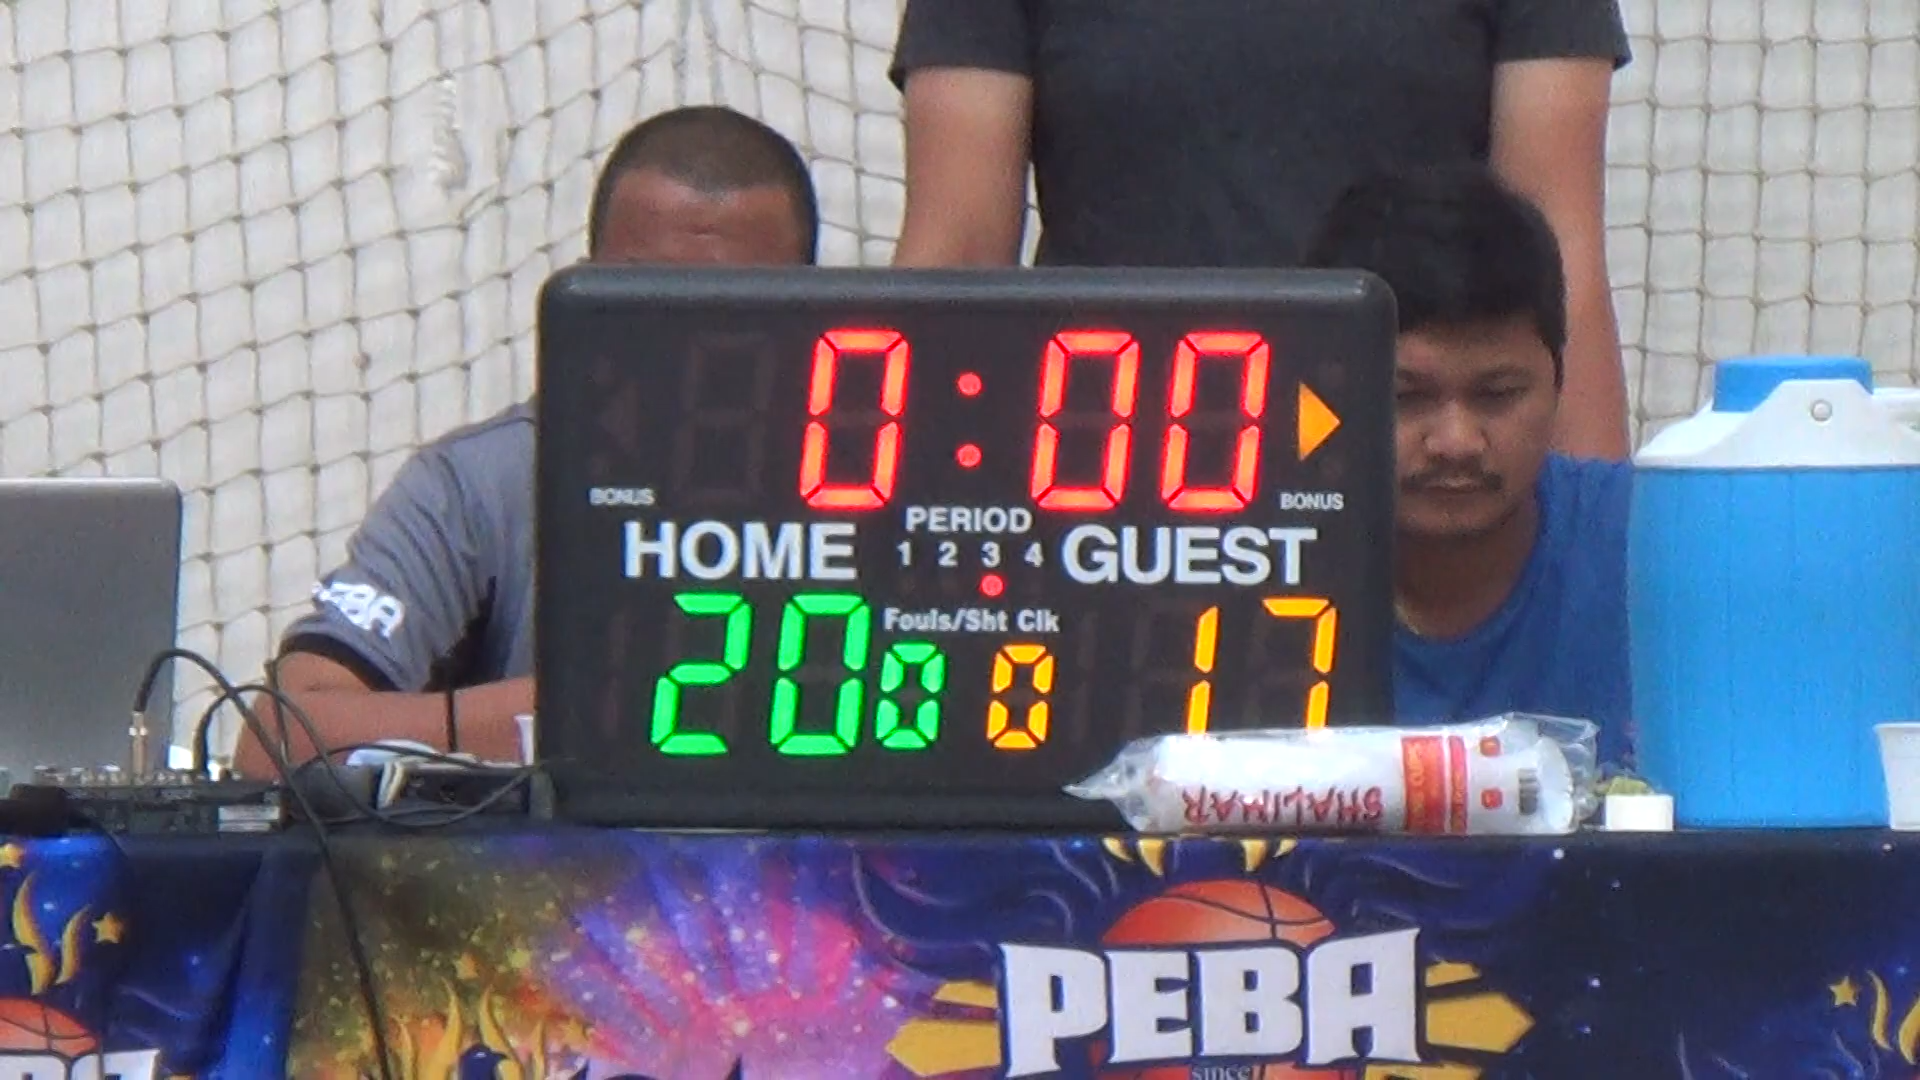 0:00
BONUS
BONUS
PERIOD
HOME 1 2 3 4 GUEST
Fouls/Sht Clk
20 0 0 17
SHALIMAR
PEBA
since